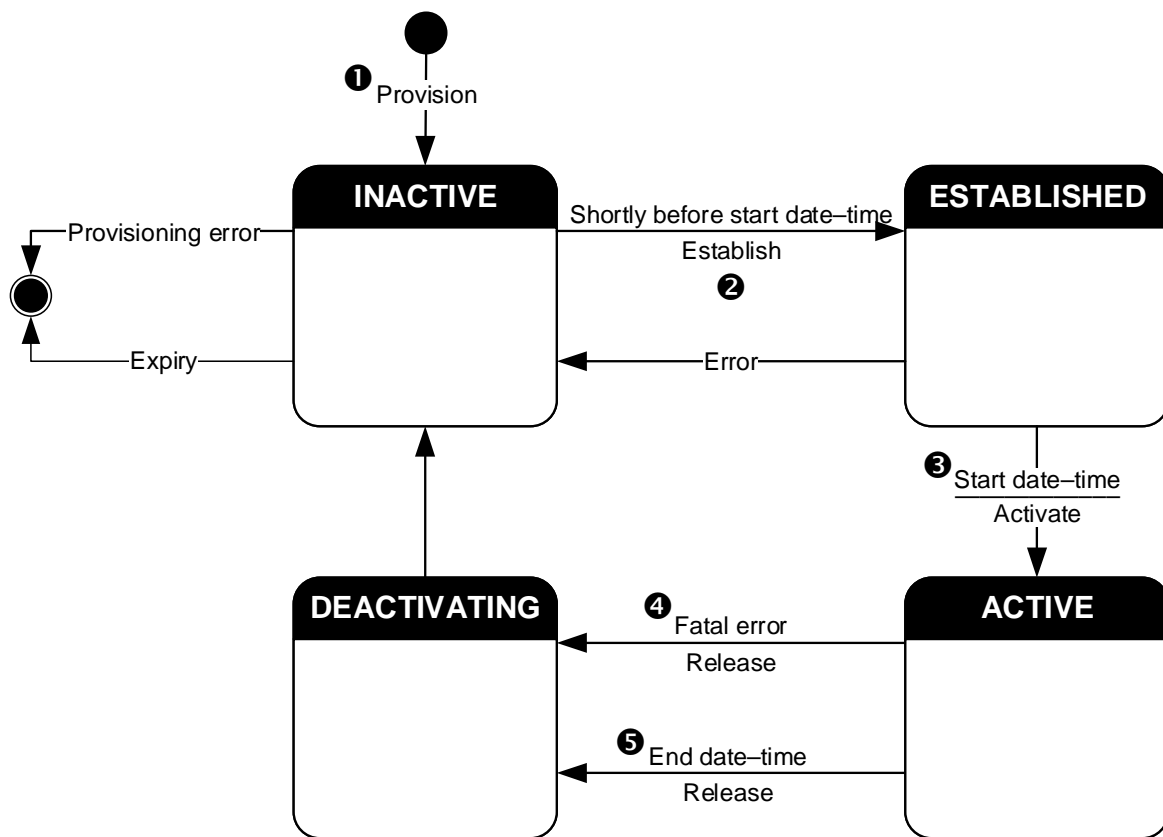 ❶
Provision
INACTIVE
ESTABLISHED
Provisioning error
Shortly before start date–time
Establish
❷
Expiry
Error
❸
Start date–time
Activate
DEACTIVATING
ACTIVE
❹
Fatal error
Release
❺
End date–time
Release